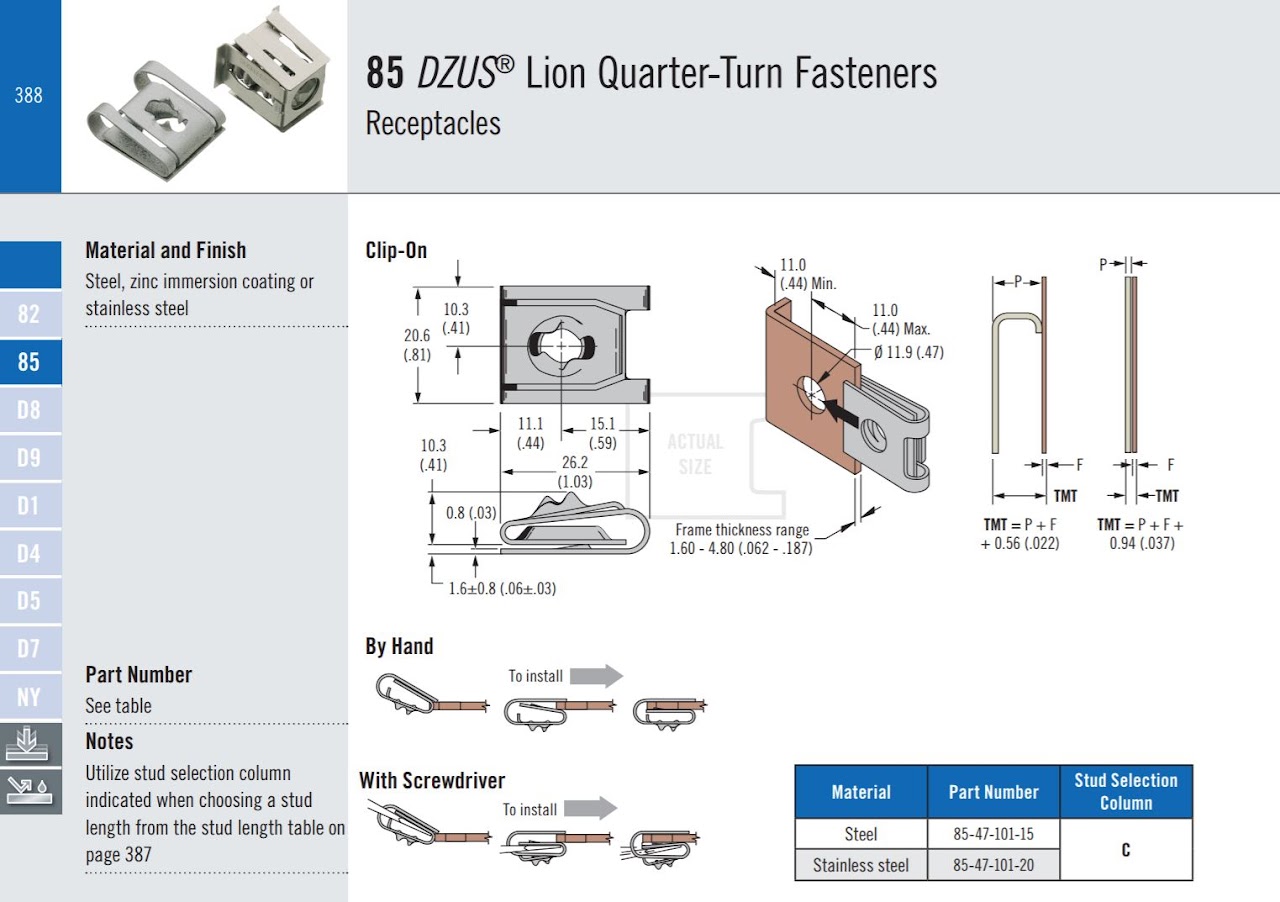 388
85 DZUS® Lion Quarter-Turn Fasteners
Receptacles
82
85
D8
D9
D1
D4
D5
D7
NY
Material and Finish
Steel, zinc immersion coating or
stainless steel
Part Number
See table
Notes
Utilize stud selection column
indicated when choosing a stud
length from the stud length table on
page 387
Clip-On
10.3
(.41)
20.6
(.81)
11.1
(.44)
15.1
(.59)
26.2
(1.03)
10.3
(.41)
0.8 (.03)
1.6±0.8 (.06±.03)
ACTUAL
SIZE
11.0
(.44) Min.
11.0
(.44) Max.
Ø 11.9 (.47)
Frame thickness range
1.60 - 4.80 (.062 - .187)
P
F
TMT
TMT = P + F
+ 0.56 (.022)
P
F
TMT
TMT = P + F +
0.94 (.037)
By Hand
To install
With Screwdriver
To install
Material Part Number Stud Selection
Column
Steel 85-47-101-15
C
Stainless steel 85-47-101-20